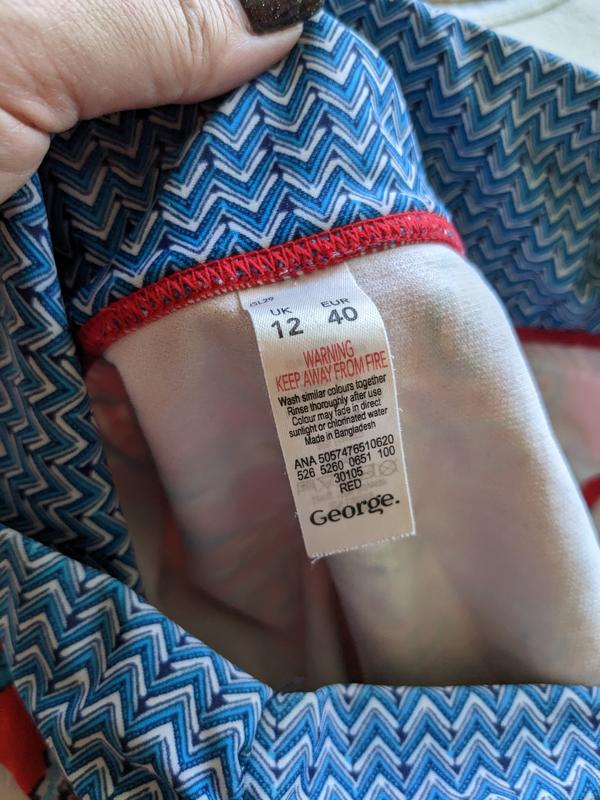 GL29
UK EUR
12 40
WARNING
KEEP AWAY FROM FIRE
Wash similar colours together
Rinse thoroughly after use
Colour may fade in direct
sunlight or chlorinated water
Made in Bangladesh
ANA 5057476510620
526 5260 0651 100
30105
RED
George.